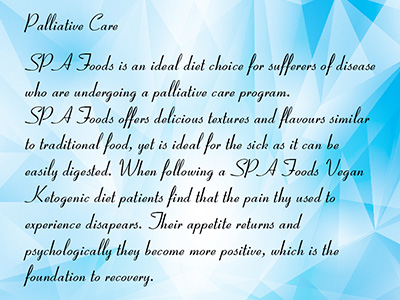 Palliative Care
SPA Foods is an ideal diet choice for sufferers of disease
who are undergoing a palliative care program.
SPA Foods offers delicious textures and flavours similar
to traditional food, yet is ideal for the sick as it can be
easily digested. When following a SPA Foods Vegan
Ketogenic diet patients find that the pain thy used to
experience disapears. Their appetite returns and
psychologically they become more positive, which is the
foundation to recovery.